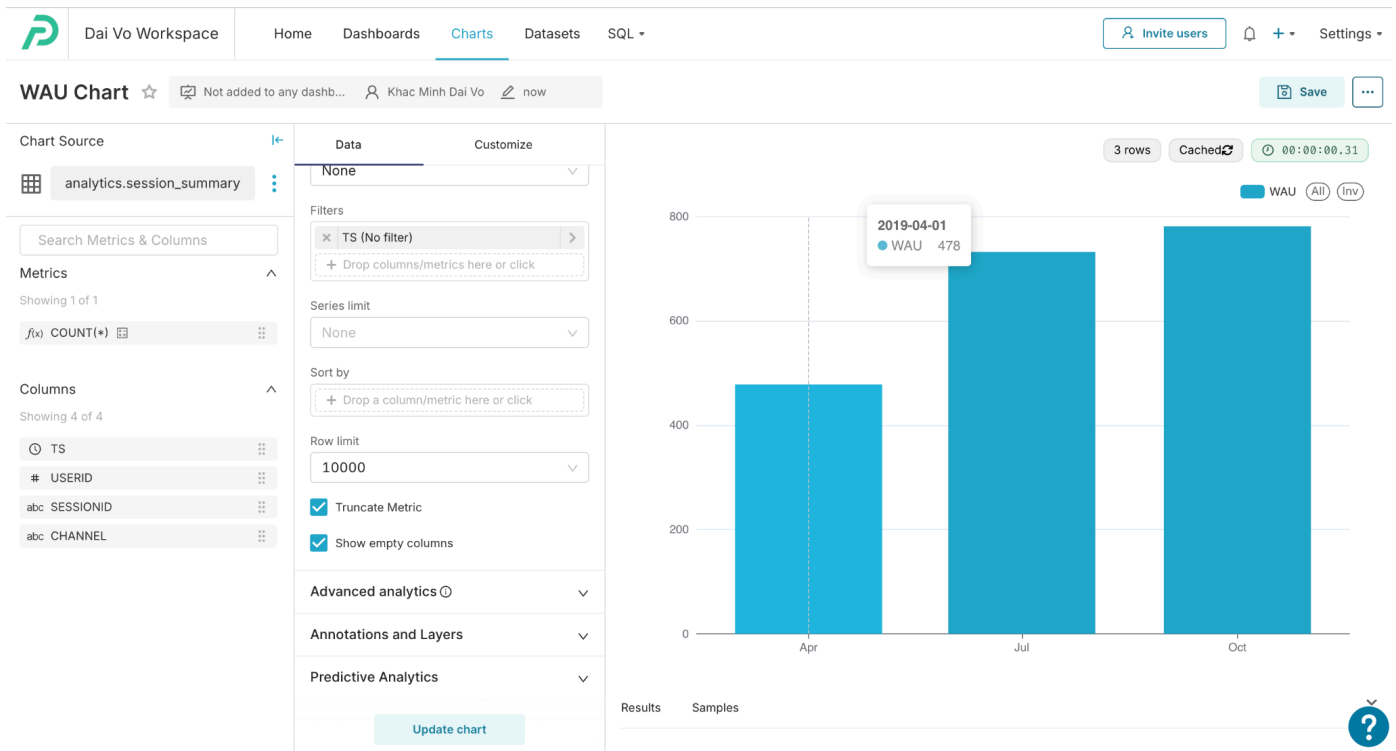 Dai Vo Workspace
Home Dashboards Charts Datasets SQL
Invite users
Settings
WAU Chart
Not added to any dashb...
Khac Minh Dai Vo
now
Save
...
Chart Source
analytics.session_summary
Search Metrics & Columns
Metrics
Showing 1 of 1
f(x) COUNT(*)
Columns
Showing 4 of 4
TS
# USERID
abc SESSIONID
abc CHANNEL
Data Customize
None
Filters
TS (No filter)
+ Drop columns/metrics here or click
Series limit
None
Sort by
+ Drop a column/metric here or click
Row limit
10000
Truncate Metric
Show empty columns
Advanced analytics
Annotations and Layers
Predictive Analytics
Update chart
3 rows
Cached
00:00:00.31
WAU All Inv
2019-04-01
WAU 478
800
600
400
200
0
Apr Jul Oct
Results Samples
?